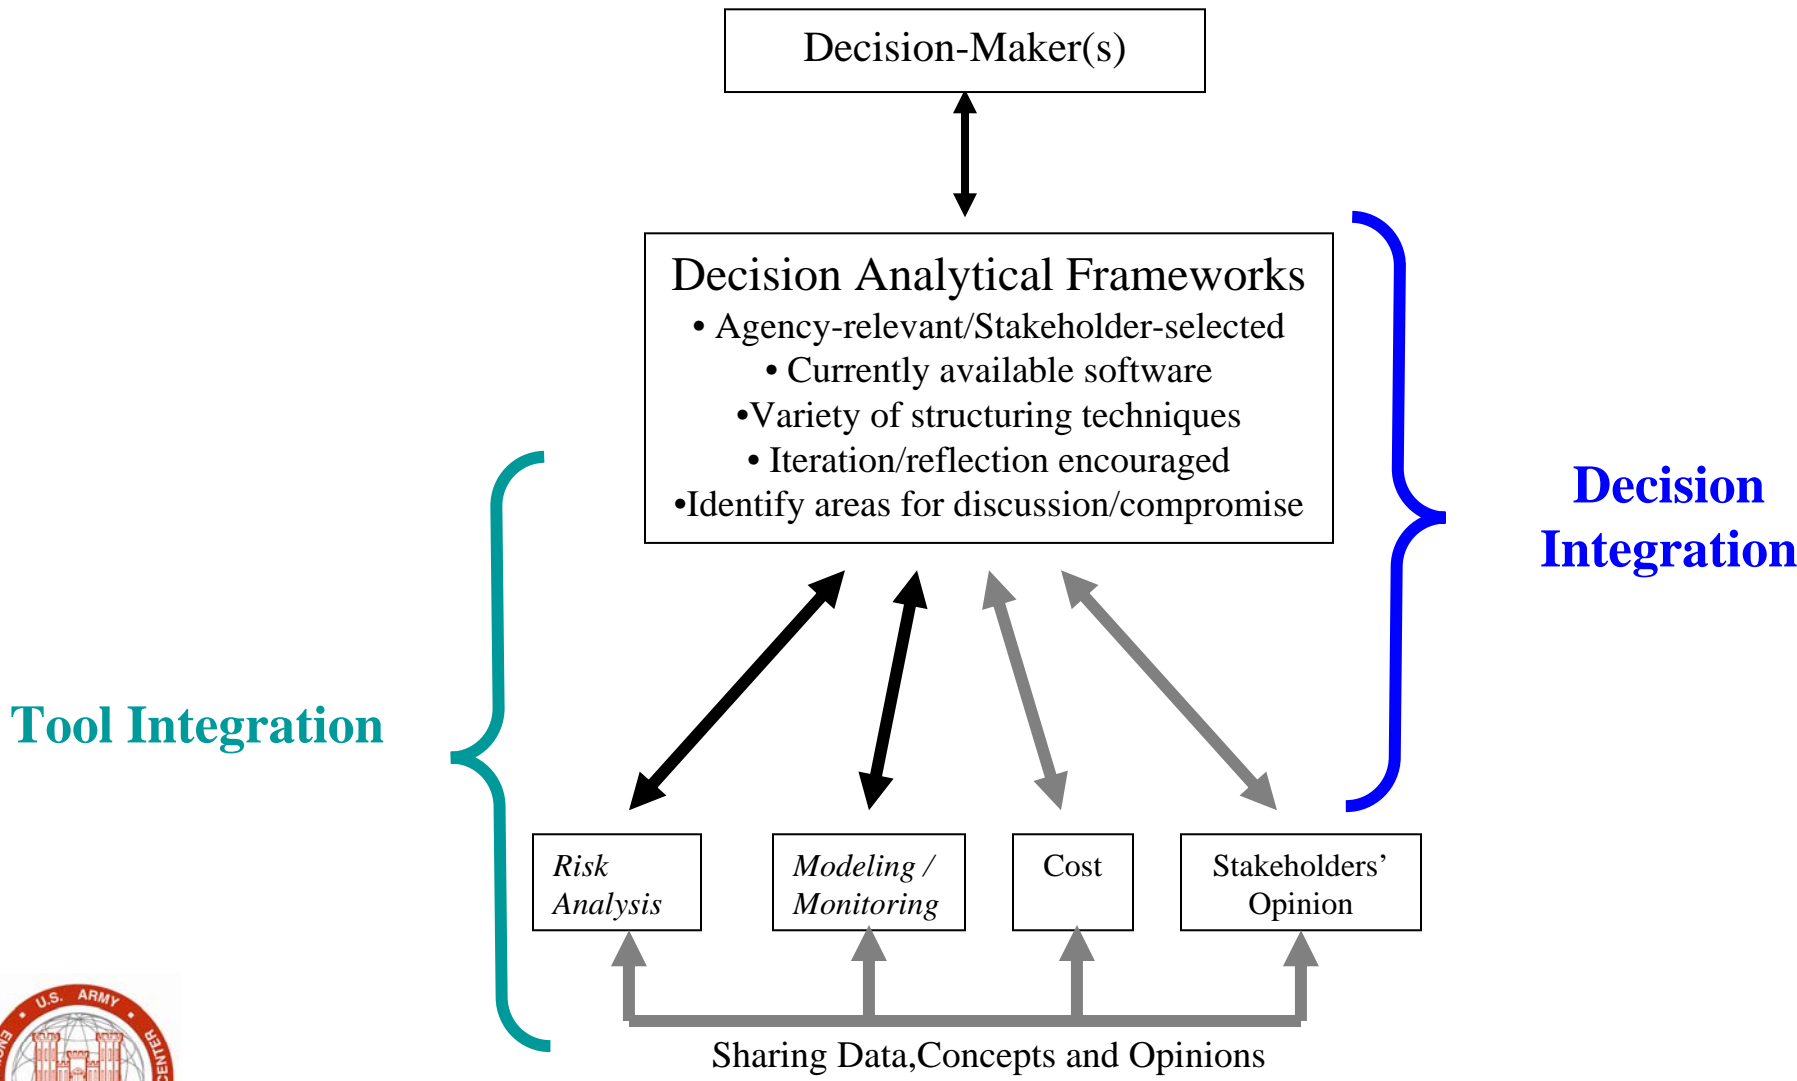 Decision-Maker(s)
Decision Analytical Frameworks
• Agency-relevant/Stakeholder-selected
• Currently available software
•Variety of structuring techniques
• Iteration/reflection encouraged
•Identify areas for discussion/compromise
Decision
Integration
Tool Integration
Risk
Analysis
Modeling /
Monitoring
Cost
Stakeholders’
Opinion
Sharing Data,Concepts and Opinions
U.S. ARMY
CENTER